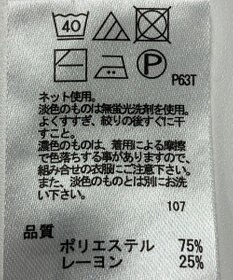 40
P
P63T
ネット使用。
淡色のものは無蛍光洗剤を使用。
よくすすぎ、絞りの後すぐに干
すこと。
濃色のものは、着用による摩擦
で色落ちする事がありますので、
組み合せの衣服にご注意下さい。
また、淡色のものとは別にお洗
い下さい。
107
品質
ポリエステル 75%
レーヨン 25%